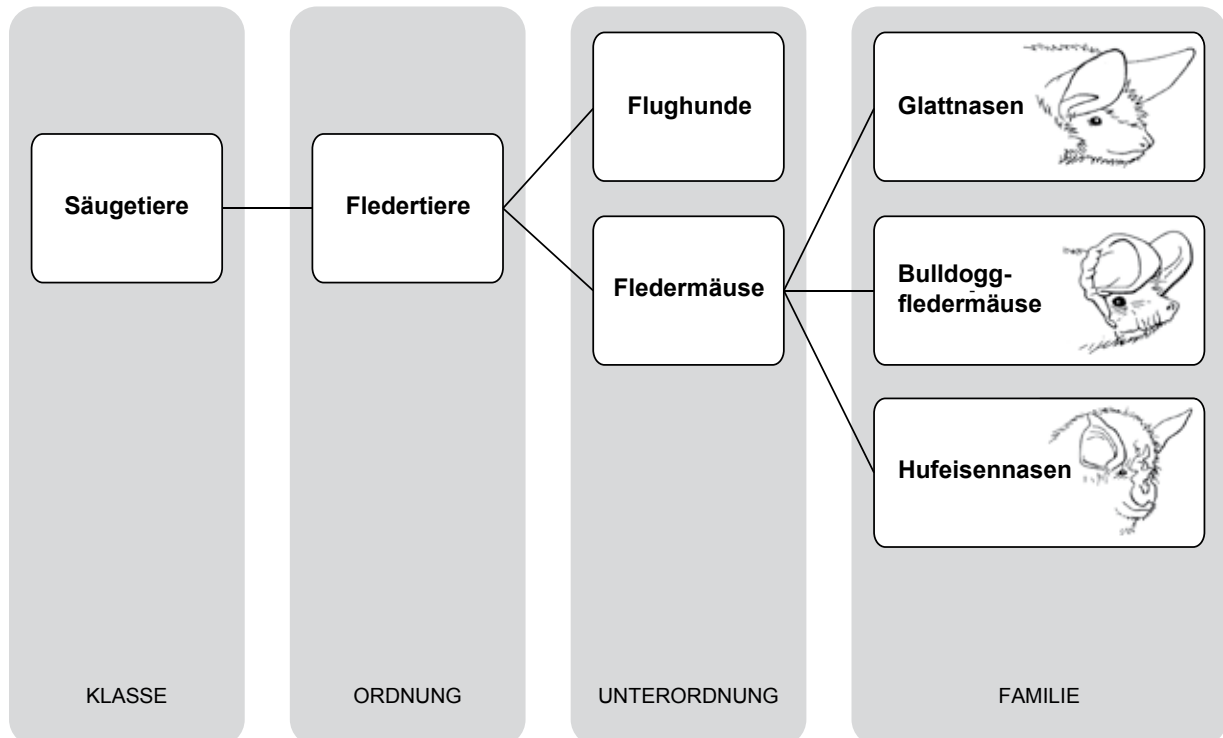 Säugetiere
Fledertiere
Flughunde
Fledermäuse
Glattnasen
Bulldogg-
fledermäuse
Hufeisennasen
KLASSE
ORDNUNG
UNTERORDNUNG
FAMILIE